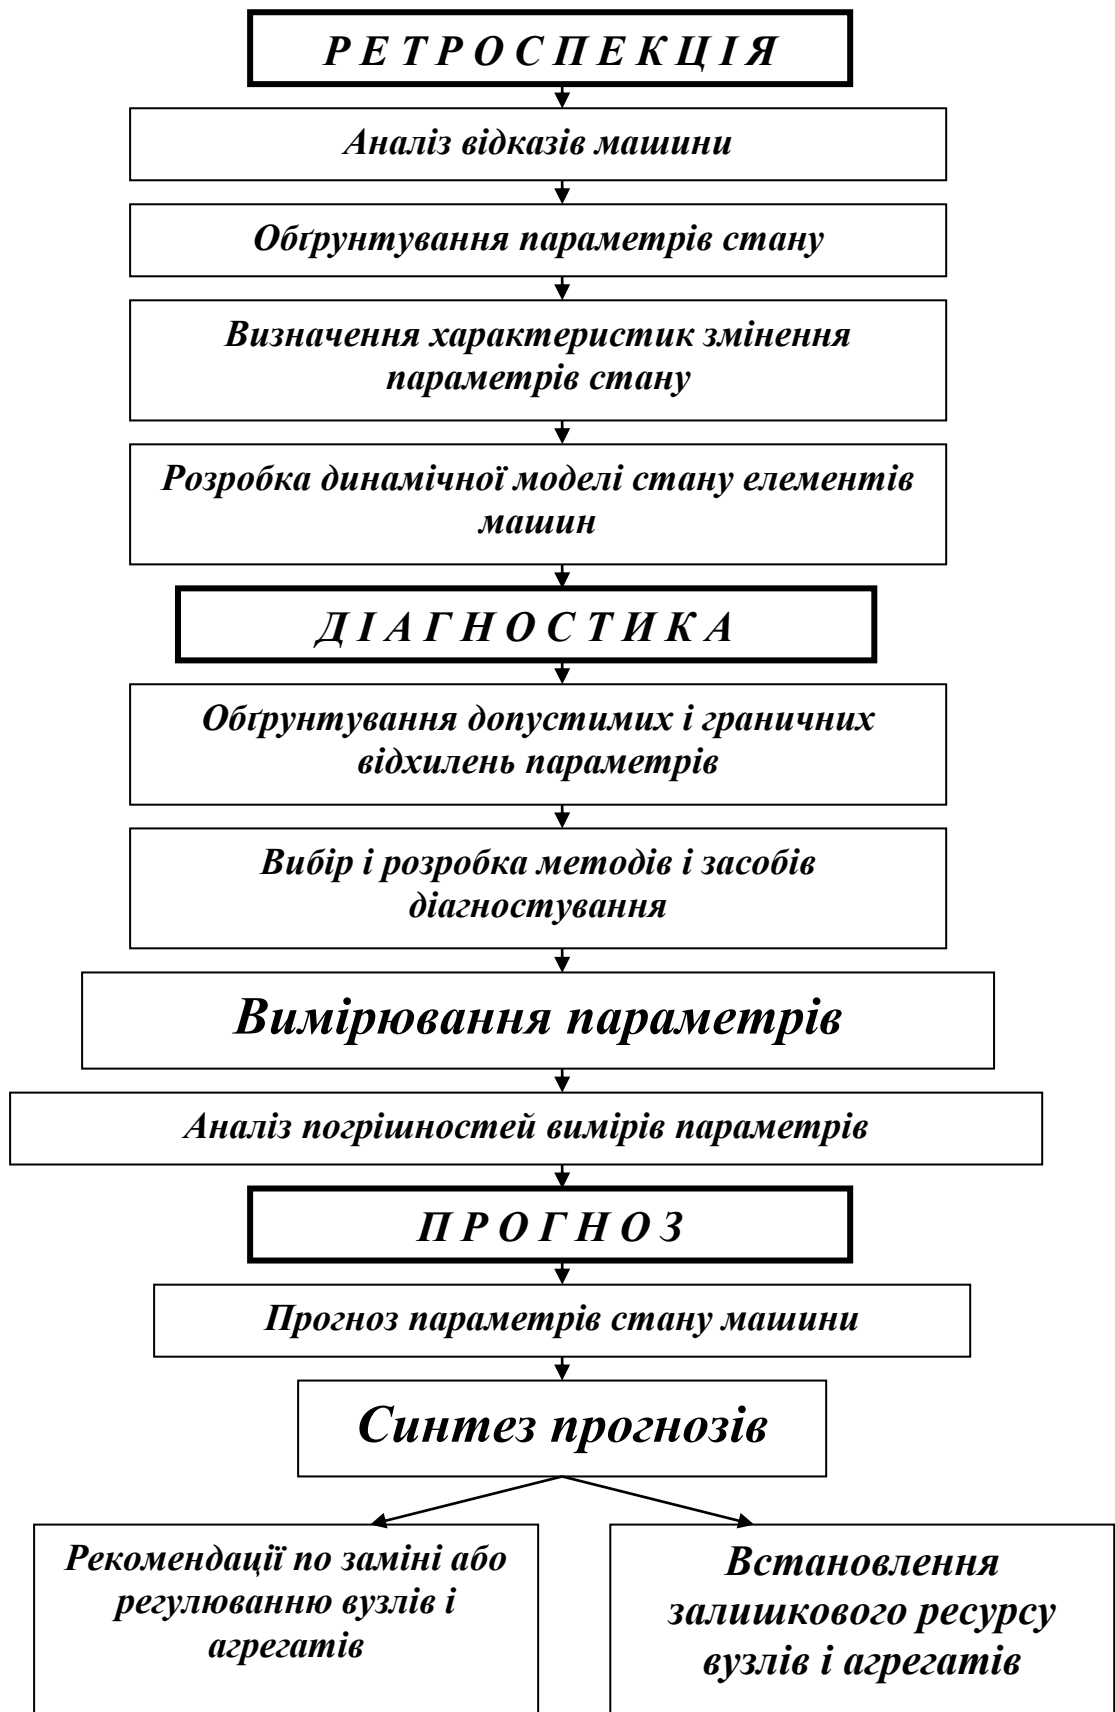 Р Е Т Р О С П Е К Ц І Я
Аналіз відказів машини
Обґрунтування параметрів стану
Визначення характеристик змінення
параметрів стану
Розробка динамічної моделі стану елементів
машин
Д І А Г Н О С Т И К А
Обґрунтування допустимих і граничних
відхилень параметрів
Вибір і розробка методів і засобів
діагностування
Вимірювання параметрів
Аналіз погрішностей вимірів параметрів
П Р О Г Н О З
Прогноз параметрів стану машини
Синтез прогнозів
Рекомендації по заміні або
регулюванню вузлів і
агрегатів
Встановлення
залишкового ресурсу
вузлів і агрегатів